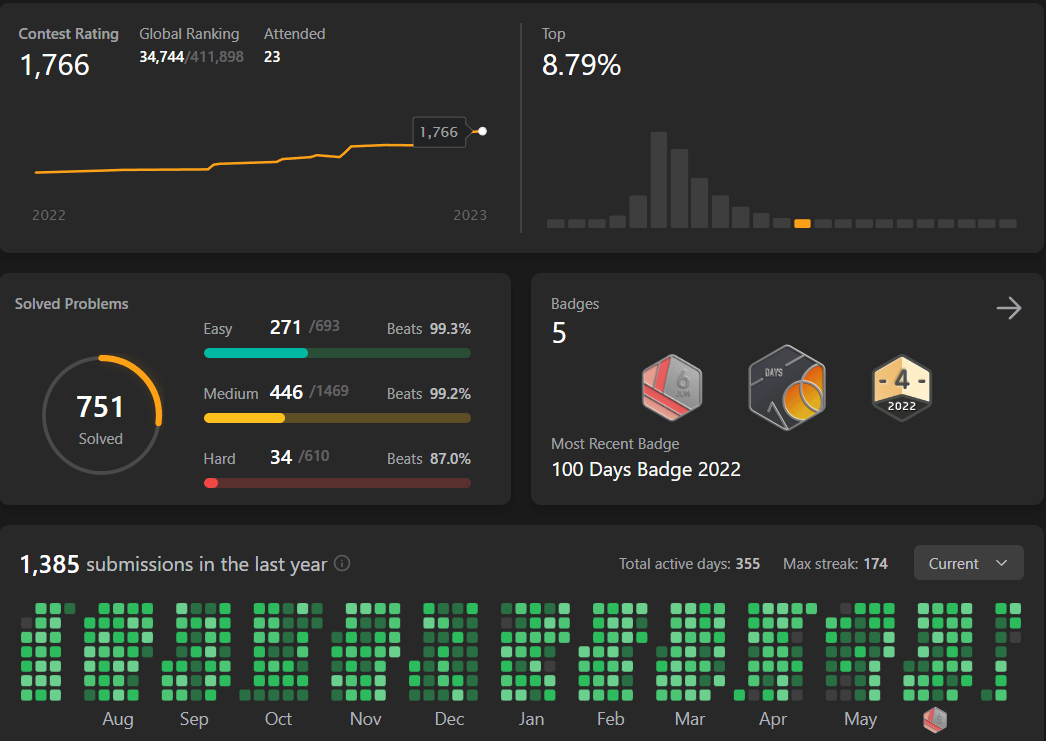 Contest Rating Global Ranking Attended
1,766 34,744/411,898 23
1,766
2022 2023
Top
8.79%
Solved Problems
751
Solved
Easy 271 /693 Beats 99.3%
Medium 446 /1469 Beats 99.2%
Hard 34 /610 Beats 87.0%
Badges
5
6
JUN
DAYS
- 4 -
2022
Most Recent Badge
100 Days Badge 2022
1,385 submissions in the last year Total active days: 355 Max streak: 174 Current
Aug Sep Oct Nov Dec Jan Feb Mar Apr May